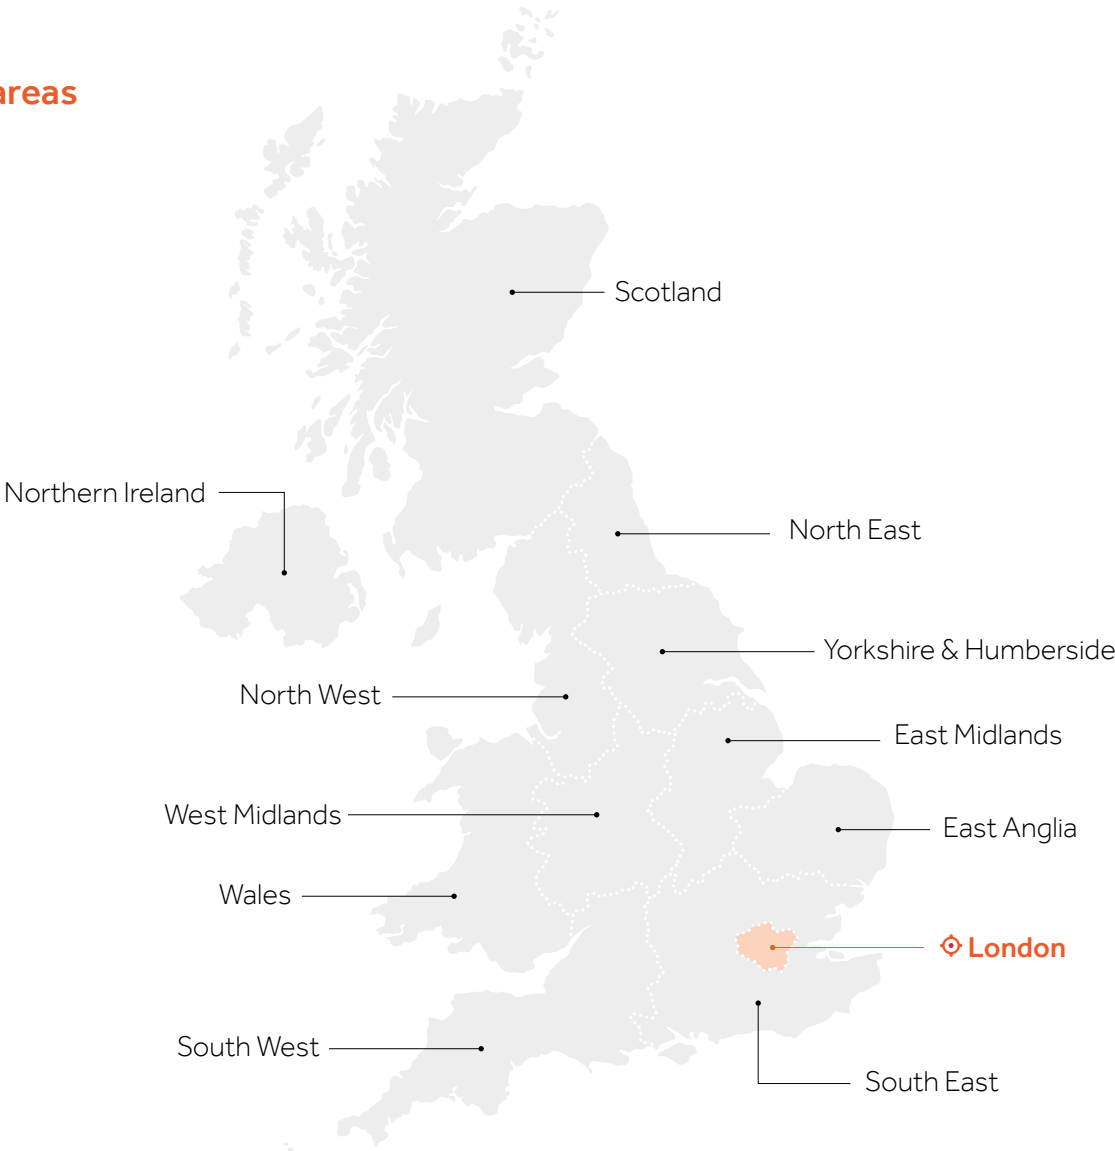 areas
Scotland
Northern Ireland
North East
Yorkshire & Humberside
North West
East Midlands
West Midlands
East Anglia
Wales
London
South West
South East